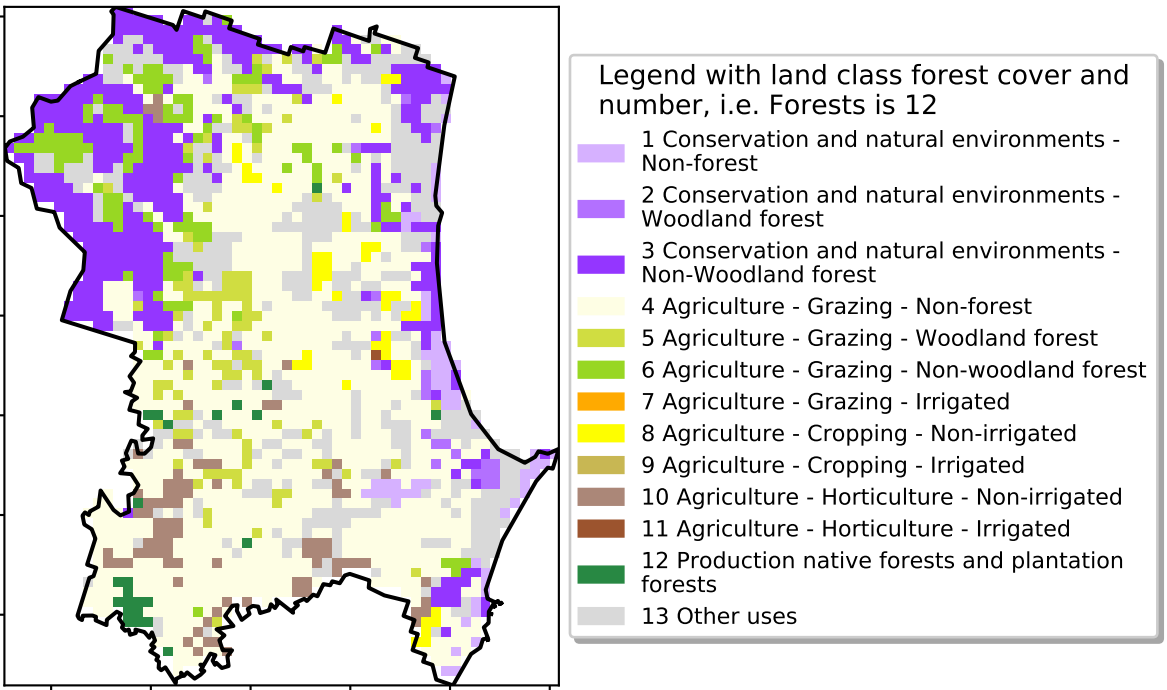 Legend with land class forest cover and
number, i.e. Forests is 12
1 Conservation and natural environments -
Non-forest
2 Conservation and natural environments -
Woodland forest
3 Conservation and natural environments -
Non-Woodland forest
4 Agriculture - Grazing - Non-forest
5 Agriculture - Grazing - Woodland forest
6 Agriculture - Grazing - Non-woodland forest
7 Agriculture - Grazing - Irrigated
8 Agriculture - Cropping - Non-irrigated
9 Agriculture - Cropping - Irrigated
10 Agriculture - Horticulture - Non-irrigated
11 Agriculture - Horticulture - Irrigated
12 Production native forests and plantation
forests
13 Other uses